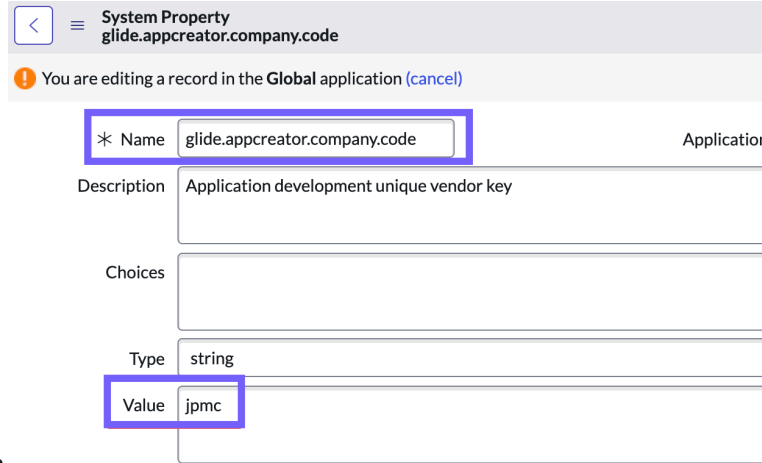 System Property
glide.appcreator.company.code
You are editing a record in the Global application (cancel)
Name glide.appcreator.company.code
Description Application development unique vendor key
Choices
Type string
Value jpmc